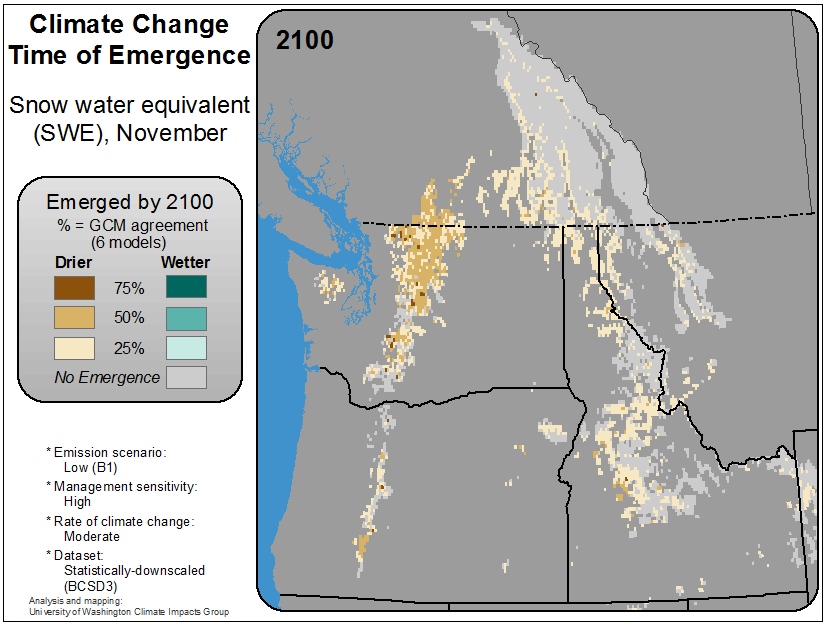 Climate Change
Time of Emergence
Snow water equivalent
(SWE), November
Emerged by 2100
% = GCM agreement
(6 models)
Drier Wetter
75%
50%
25%
No Emergence
* Emission scenario:
Low (B1)
* Management sensitivity:
High
* Rate of climate change:
Moderate
* Dataset:
Statistically-downscaled
(BCSD3)
Analysis and mapping:
University of Washington Climate Impacts Group
2100